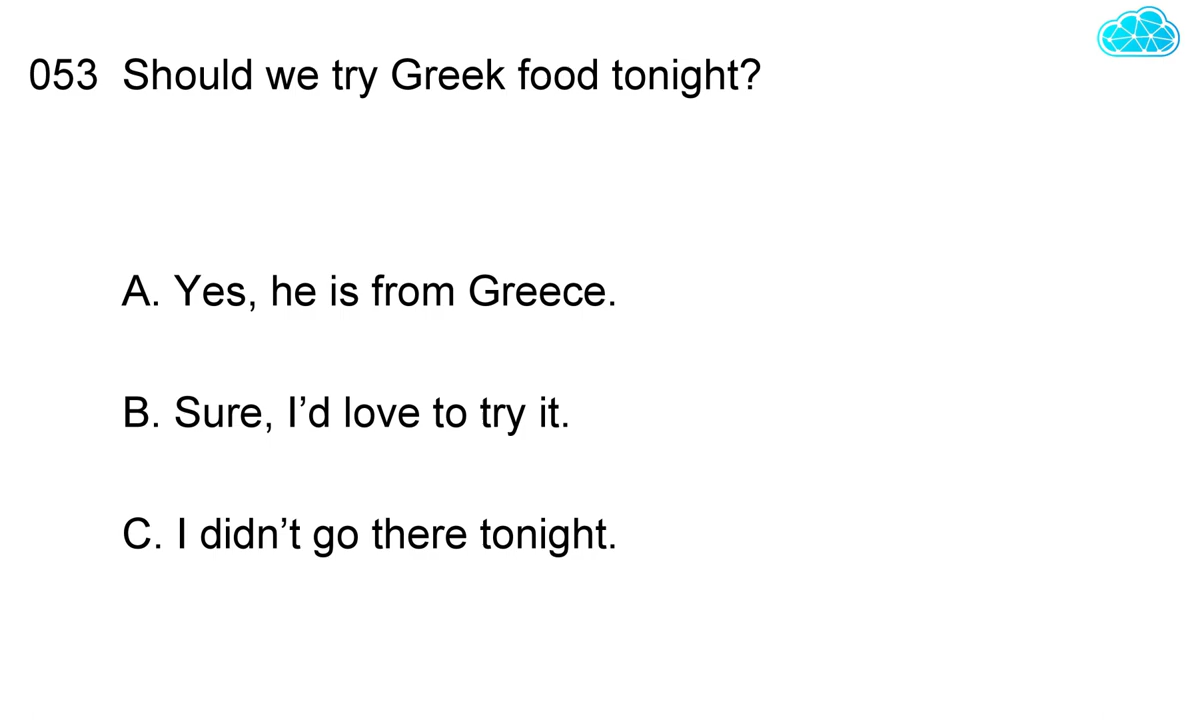 053 Should we try Greek food tonight?
A. Yes, he is from Greece.
B. Sure, I’d love to try it.
C. I didn’t go there tonight.